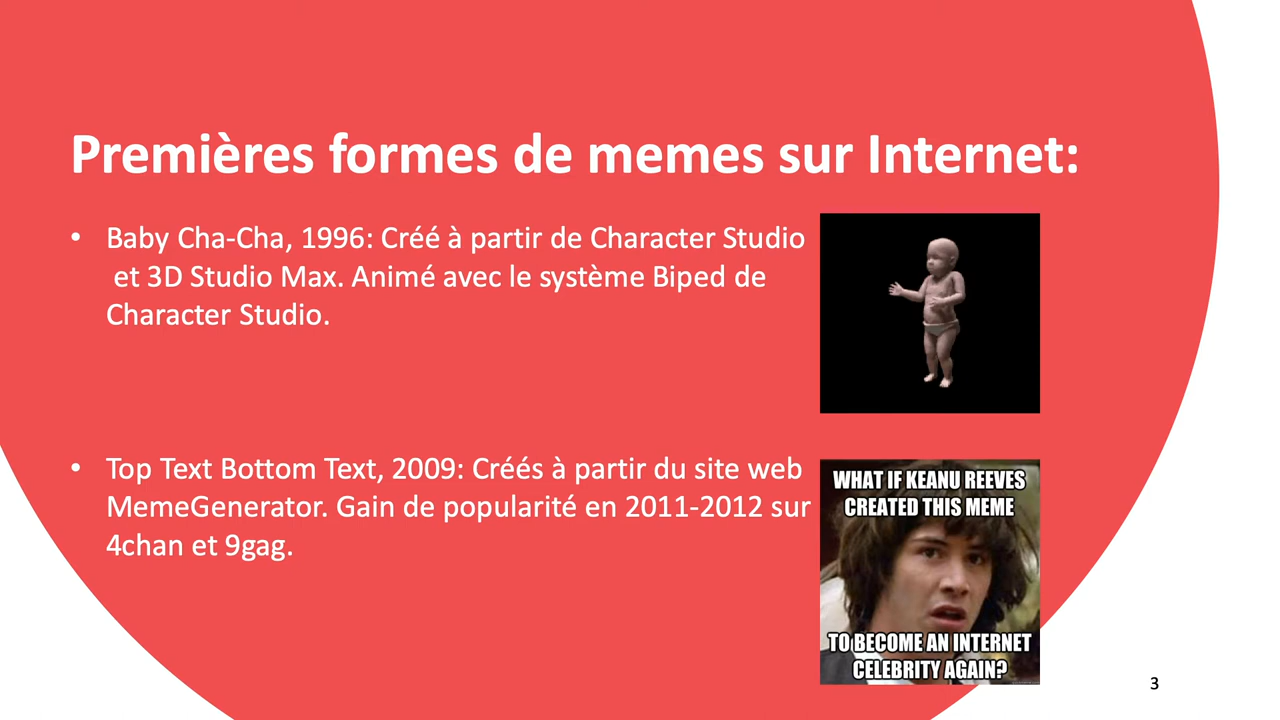 Premières formes de memes sur Internet:
• Baby Cha-Cha, 1996: Créé à partir de Character Studio
et 3D Studio Max. Animé avec le système Biped de
Character Studio.
• Top Text Bottom Text, 2009: Créés à partir du site web
MemeGenerator. Gain de popularité en 2011-2012 sur
4chan et 9gag.
WHAT IF KEANU REEVES
CREATED THIS MEME
TO BECOME AN INTERNET
CELEBRITY AGAIN?
3